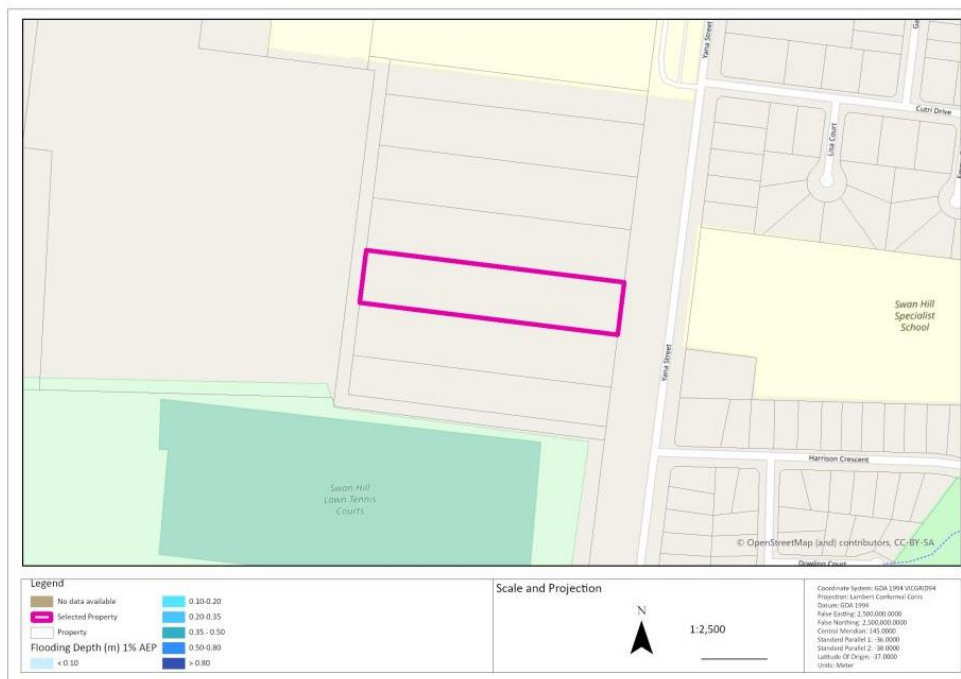 Yana Street
Ga
Cutri Drive
Lisa Court
Swan Hill
Specialist
School
Yana Street
Harrison Crescent
Swan Hill
Lawn Tennis
Courts
© OpenStreetMap (and) contributors, CC-BY-SA
Dowling Court
Legend
No data available
Selected Property
Property
Flooding Depth (m) 1% AEP
< 0.10
0.10-0.20
0.20-0.35
0.35 - 0.50
0.50-0.80
> 0.80
Scale and Projection
N
1:2,500
Coordinate System: GDA 1994 VICGRID94
Projection: Lambert Conformal Conic
Datum: GDA 1994
False Easting: 2,500,000.0000
False Northing: 2,500,000.0000
Central Meridian: 145.0000
Standard Parallel 1: -36.0000
Standard Parallel 2: -38.0000
Latitude Of Origin: -37.0000
Units: Meter